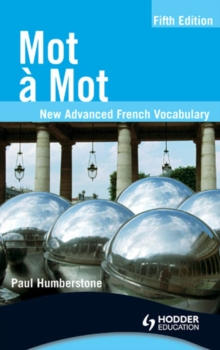 Fifth Edition
Mot
à Mot
New Advanced French Vocabulary
Paul Humberstone
HODDER
EDUCATION